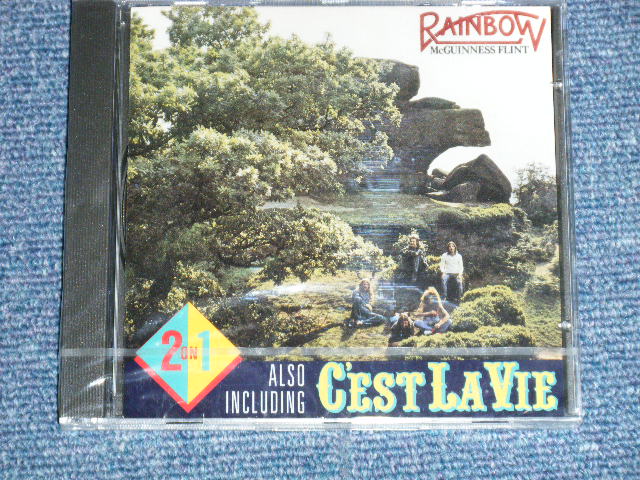 RAINBOW
McGUINNESS FLINT
2 ON 1
ALSO
INCLUDING
C'EST LA VIE